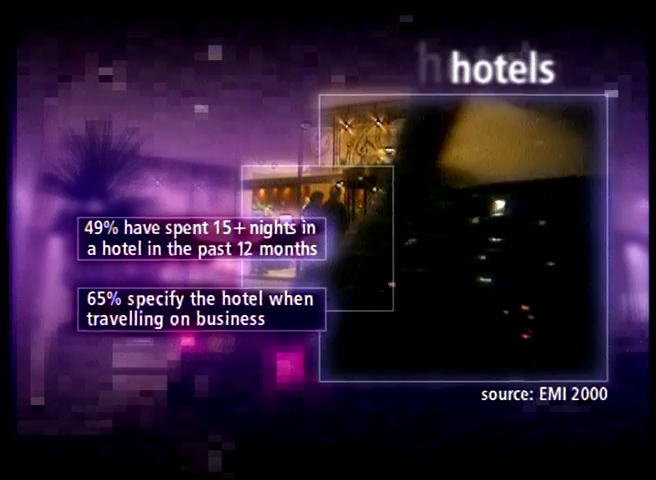 hotels
49% have spent 15+ nights in
a hotel in the past 12 months
65% specify the hotel when
travelling on business
source: EMI 2000